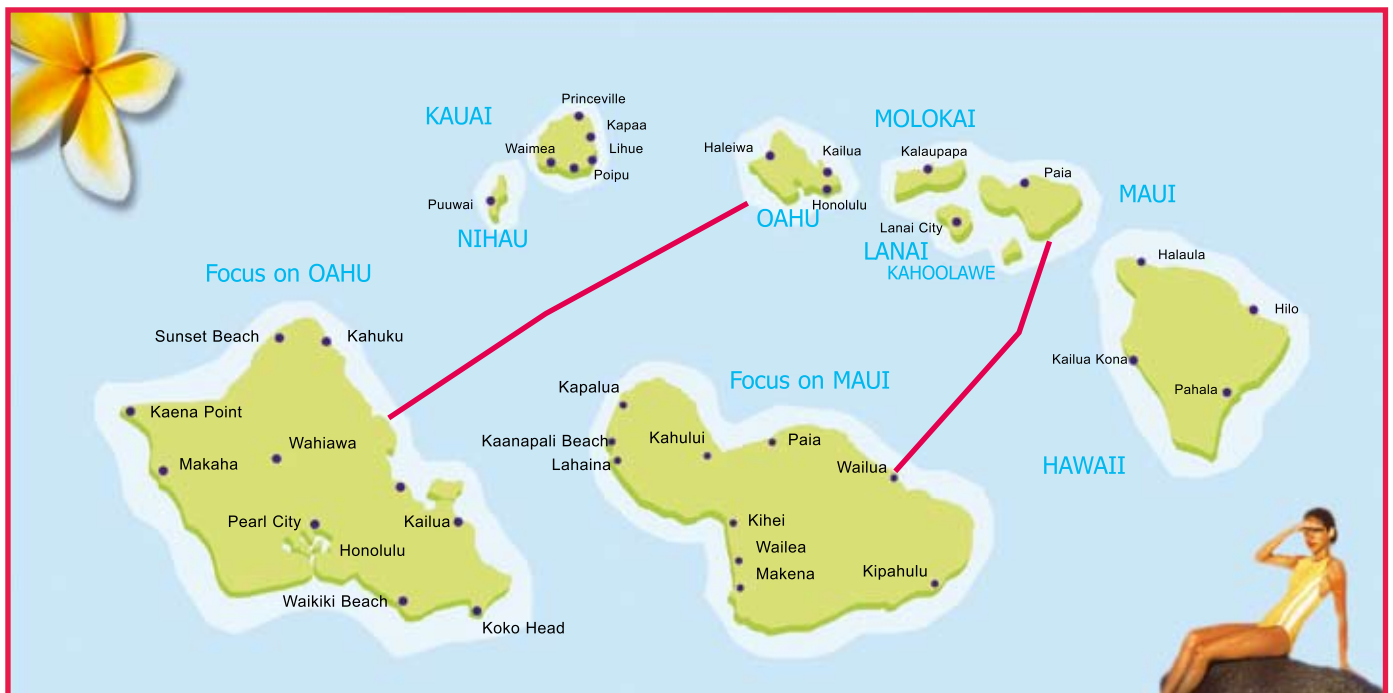 Princeville
KAUAI
Kapaa
Waimea
Lihue
Poipu
Puuwai
NIHAU
Haleiwa
Kailua
Honolulu
OAHU
MOLOKAI
Kalaupapa
Paia
MAUI
Lanai City
LANAI
KAHOOLAWE
Halaula
Hilo
Kailua Kona
Pahala
HAWAII
Focus on OAHU
Sunset Beach
Kahuku
Kaena Point
Wahiawa
Makaha
Pearl City
Kailua
Honolulu
Waikiki Beach
Koko Head
Focus on MAUI
Kapalua
Kaanapali Beach
Kahului
Paia
Lahaina
Wailua
Kihei
Wailea
Makena
Kipahulu